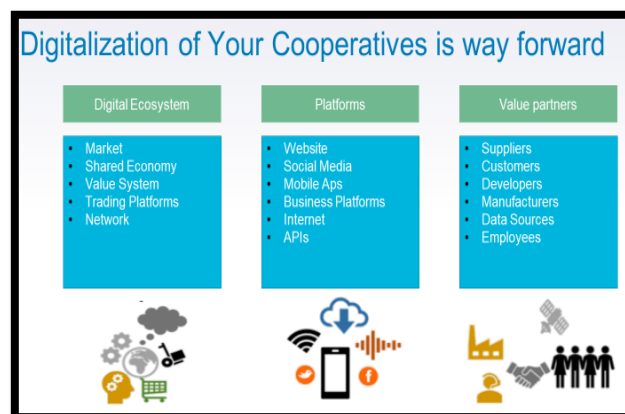 Digitalization of Your Cooperatives is way forward
Digital Ecosystem
• Market
• Shared Economy
• Value System
• Trading Platforms
• Network
Platforms
• Website
• Social Media
• Mobile Aps
• Business Platforms
• Internet
• APIs
Value partners
• Suppliers
• Customers
• Developers
• Manufacturers
• Data Sources
• Employees